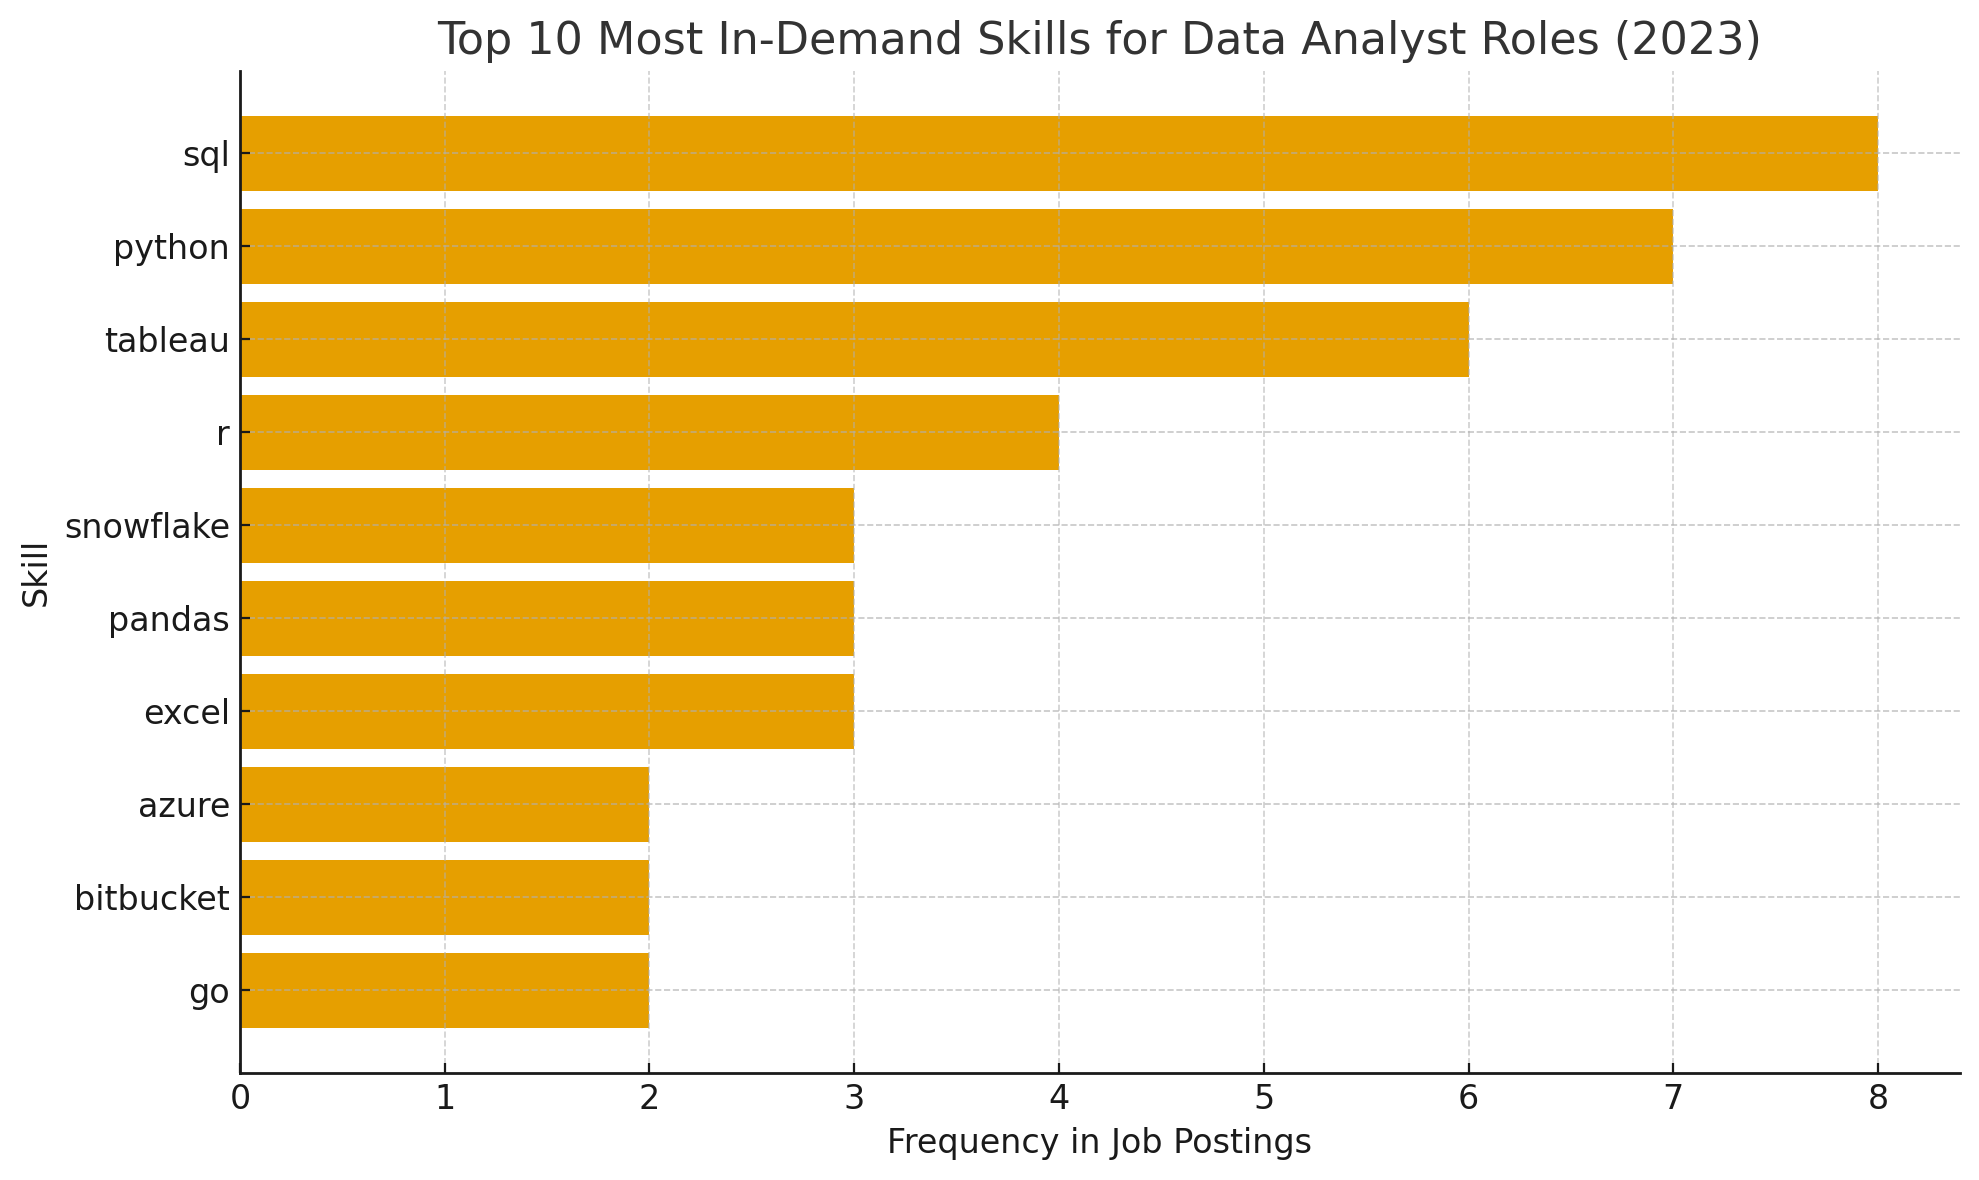 Top 10 Most In-Demand Skills for Data Analyst Roles (2023)
Skill
sql
python
tableau
r
snowflake
pandas
excel
azure
bitbucket
go
0 1 2 3 4 5 6 7 8
Frequency in Job Postings